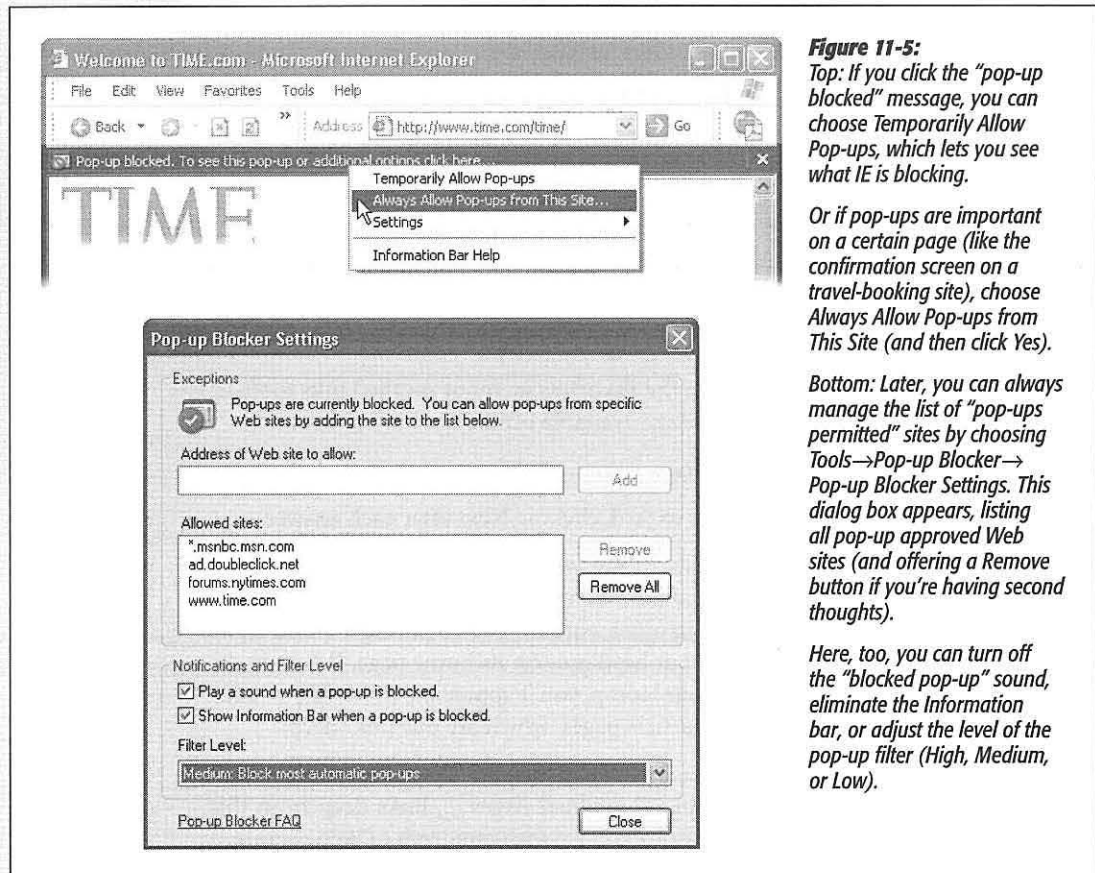 Welcome to TIME.com - Microsoft Internet Explorer
File Edit View Favorites Tools Help
Back » Address http://www.time.com/time/ Go
Pop-up blocked. To see this pop-up or additional options click here...
TIME
Temporarily Allow Pop-ups
Always Allow Pop-ups from This Site...
Settings
Information Bar Help
Pop-up Blocker Settings
Exceptions
Pop-ups are currently blocked. You can allow pop-ups from specific
Web sites by adding the site to the list below.
Address of Web site to allow:
Add
Allowed sites:
*.msnbc.msn.com
ad.doubleclick.net
forums.nytimes.com
www.time.com
Remove
Remove All
Notifications and Filter Level
Play a sound when a pop-up is blocked.
Show Information Bar when a pop-up is blocked.
Filter Level:
Medium: Block most automatic pop-ups
Pop-up Blocker FAQ
Close
Figure 11-5:
Top: If you click the “pop-up
blocked” message, you can
choose Temporarily Allow
Pop-ups, which lets you see
what IE is blocking.
Or if pop-ups are important
on a certain page (like the
confirmation screen on a
travel-booking site), choose
Always Allow Pop-ups from
This Site (and then click Yes).
Bottom: Later, you can always
manage the list of “pop-ups
permitted” sites by choosing
Tools→Pop-up Blocker→
Pop-up Blocker Settings. This
dialog box appears, listing
all pop-up approved Web
sites (and offering a Remove
button if you're having second
thoughts).
Here, too, you can turn off
the “blocked pop-up” sound,
eliminate the Information
bar, or adjust the level of the
pop-up filter (High, Medium,
or Low).